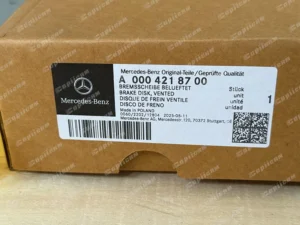 Mercedes-Benz Original-Teile/Geprüfte Qualität
A 000 421 87 00
BREMSSCHEIBE BELUEFTET Stück
BRAKE DISK, VENTED unit
DISQUE DE FREIN VENTILE unité
DISCO DE FRENO unidad
1
Made in POLAND
Mercedes-Benz AG, Mercedesstr. 120, 70372 Stuttgart,
Mercedes-Benz